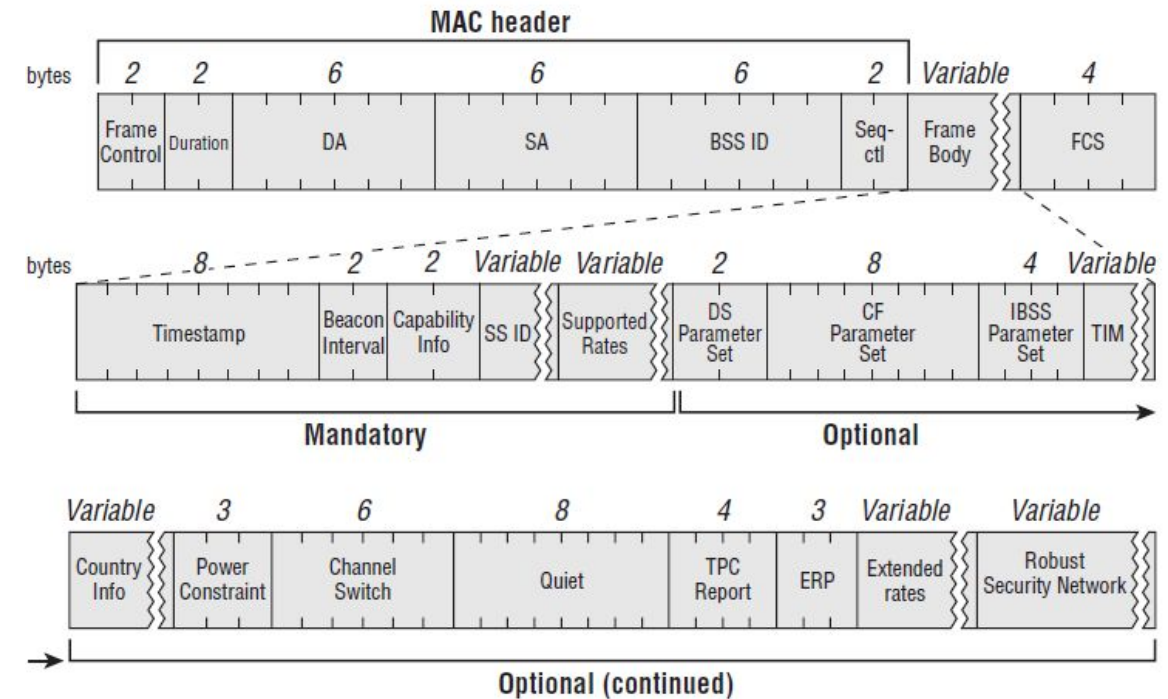 MAC header
bytes 2 2 6 6 6 2 Variable 4
Frame Control Duration DA SA BSS ID Seq-ctl Frame Body FCS
bytes 8 2 2 Variable Variable 2 8 4 Variable
Timestamp Beacon Interval Capability Info SS ID Supported Rates DS Parameter Set CF Parameter Set IBSS Parameter Set TIM
Mandatory Optional
Variable 3 6 8 4 3 Variable Variable
Country Info Power Constraint Channel Switch Quiet TPC Report ERP Extended rates Robust Security Network
Optional (continued)